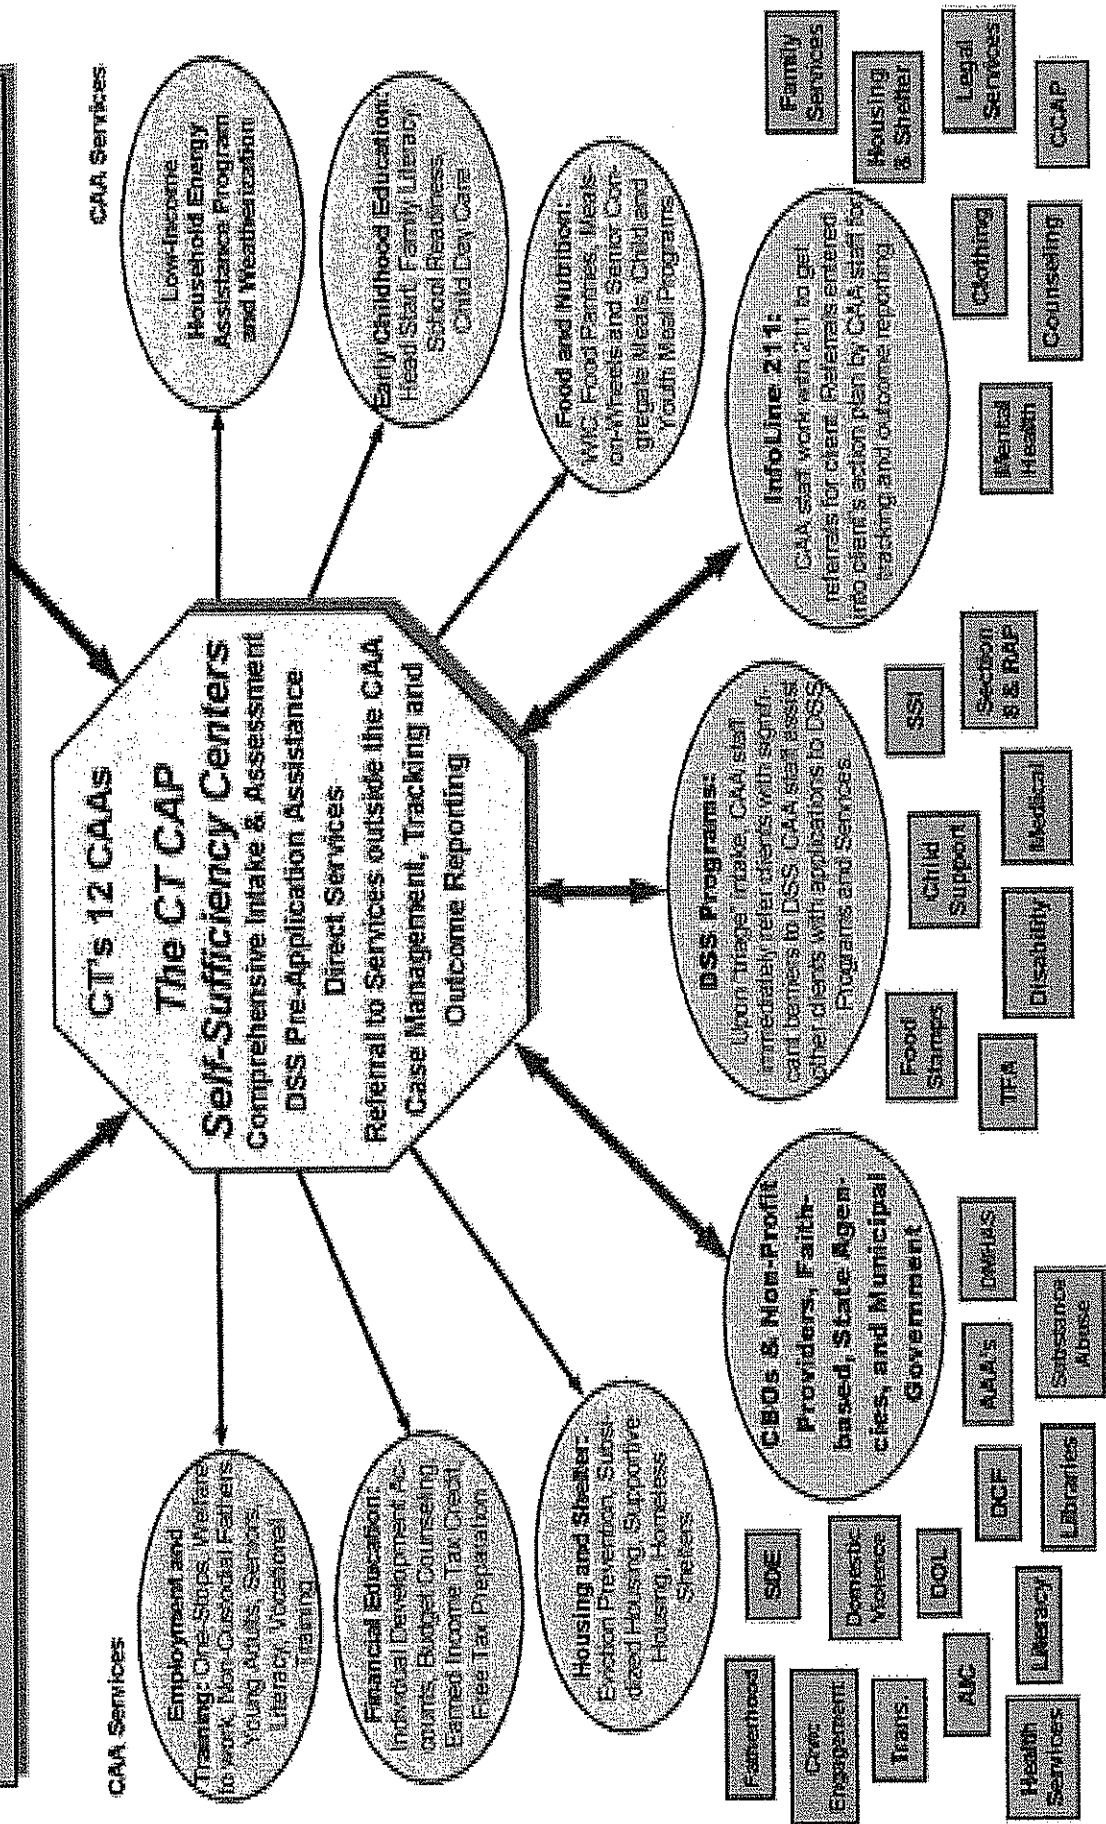 CAA Services
CAA Services
Employment and
Training: One-Stops, Welfare
to work, Non-Custodial Fathers
Young Adults, Seniors,
Literacy, Vocational
Training
Financial Education:
Individual Development Ac-
counts, Budget Counseling
Earned Income Tax Credit
Free Tax Preparation
Housing and Shelter:
Eviction Prevention, Subsi-
dized Housing, Supportive
Housing, Homeless
Shelters
CT's 12 CAAs
The CT CAP
Self-Sufficiency Centers
Comprehensive Intake & Assessment
DSS Pre-Application Assistance
Direct Services
Referral to Services outside the CAA
Case Management, Tracking and
Outcome Reporting
Low-Income
Household Energy
Assistance Program
and Weatherization
Early Childhood Education:
Head Start, Family Literacy
School Readiness,
Child Day Care
Food and Nutrition:
WIC, Food Pantries, Meals-
on-Wheels and Senior Con-
gregate Meals, Child and
Youth Meal Programs
CBOs & Non-Profit
Providers, Faith-
based, State Agen-
cies, and Municipal
Government
DSS Programs:
Upon "triage" intake, CAA staff
immediately refer clients with signifi-
cant barriers to DSS. CAA staff assist
other clients with applications to DSS
Programs and Services
InfoLine 211:
CAA staff work with 211 to get
referrals for client. Referrals entered
into client's action plan by CAA staff for
tracking and outcome reporting
Fatherhood
SDE
Civic
Engagement
Domestic
Violence
Trans.
DOL
AIC
DCF
AAA's
DMHAS
Health
Services
Literacy
Libraries
Substance
Abuse
Food
Stamps
Child
Support
SSI
TFA
Disability
Medical
Section
8 & RAP
Family
Services
Housing
& Shelter
Mental
Health
Clothing
Legal
Services
Counseling
CCAP